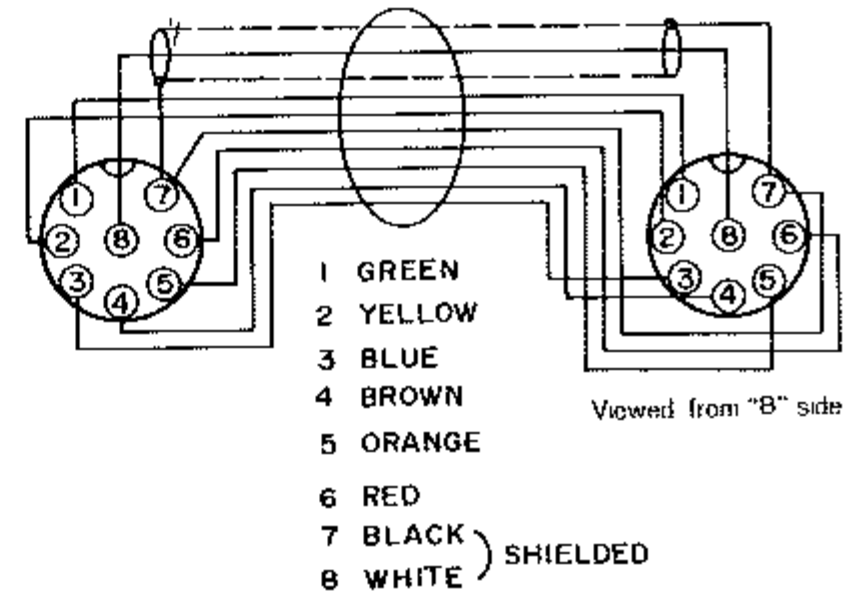 1 7
2 8 6
3 5
4
1 7
2 8 6
3 5
4
1 GREEN
2 YELLOW
3 BLUE
4 BROWN
5 ORANGE
6 RED
7 BLACK
8 WHITE
SHIELDED
Viewed from "B" side